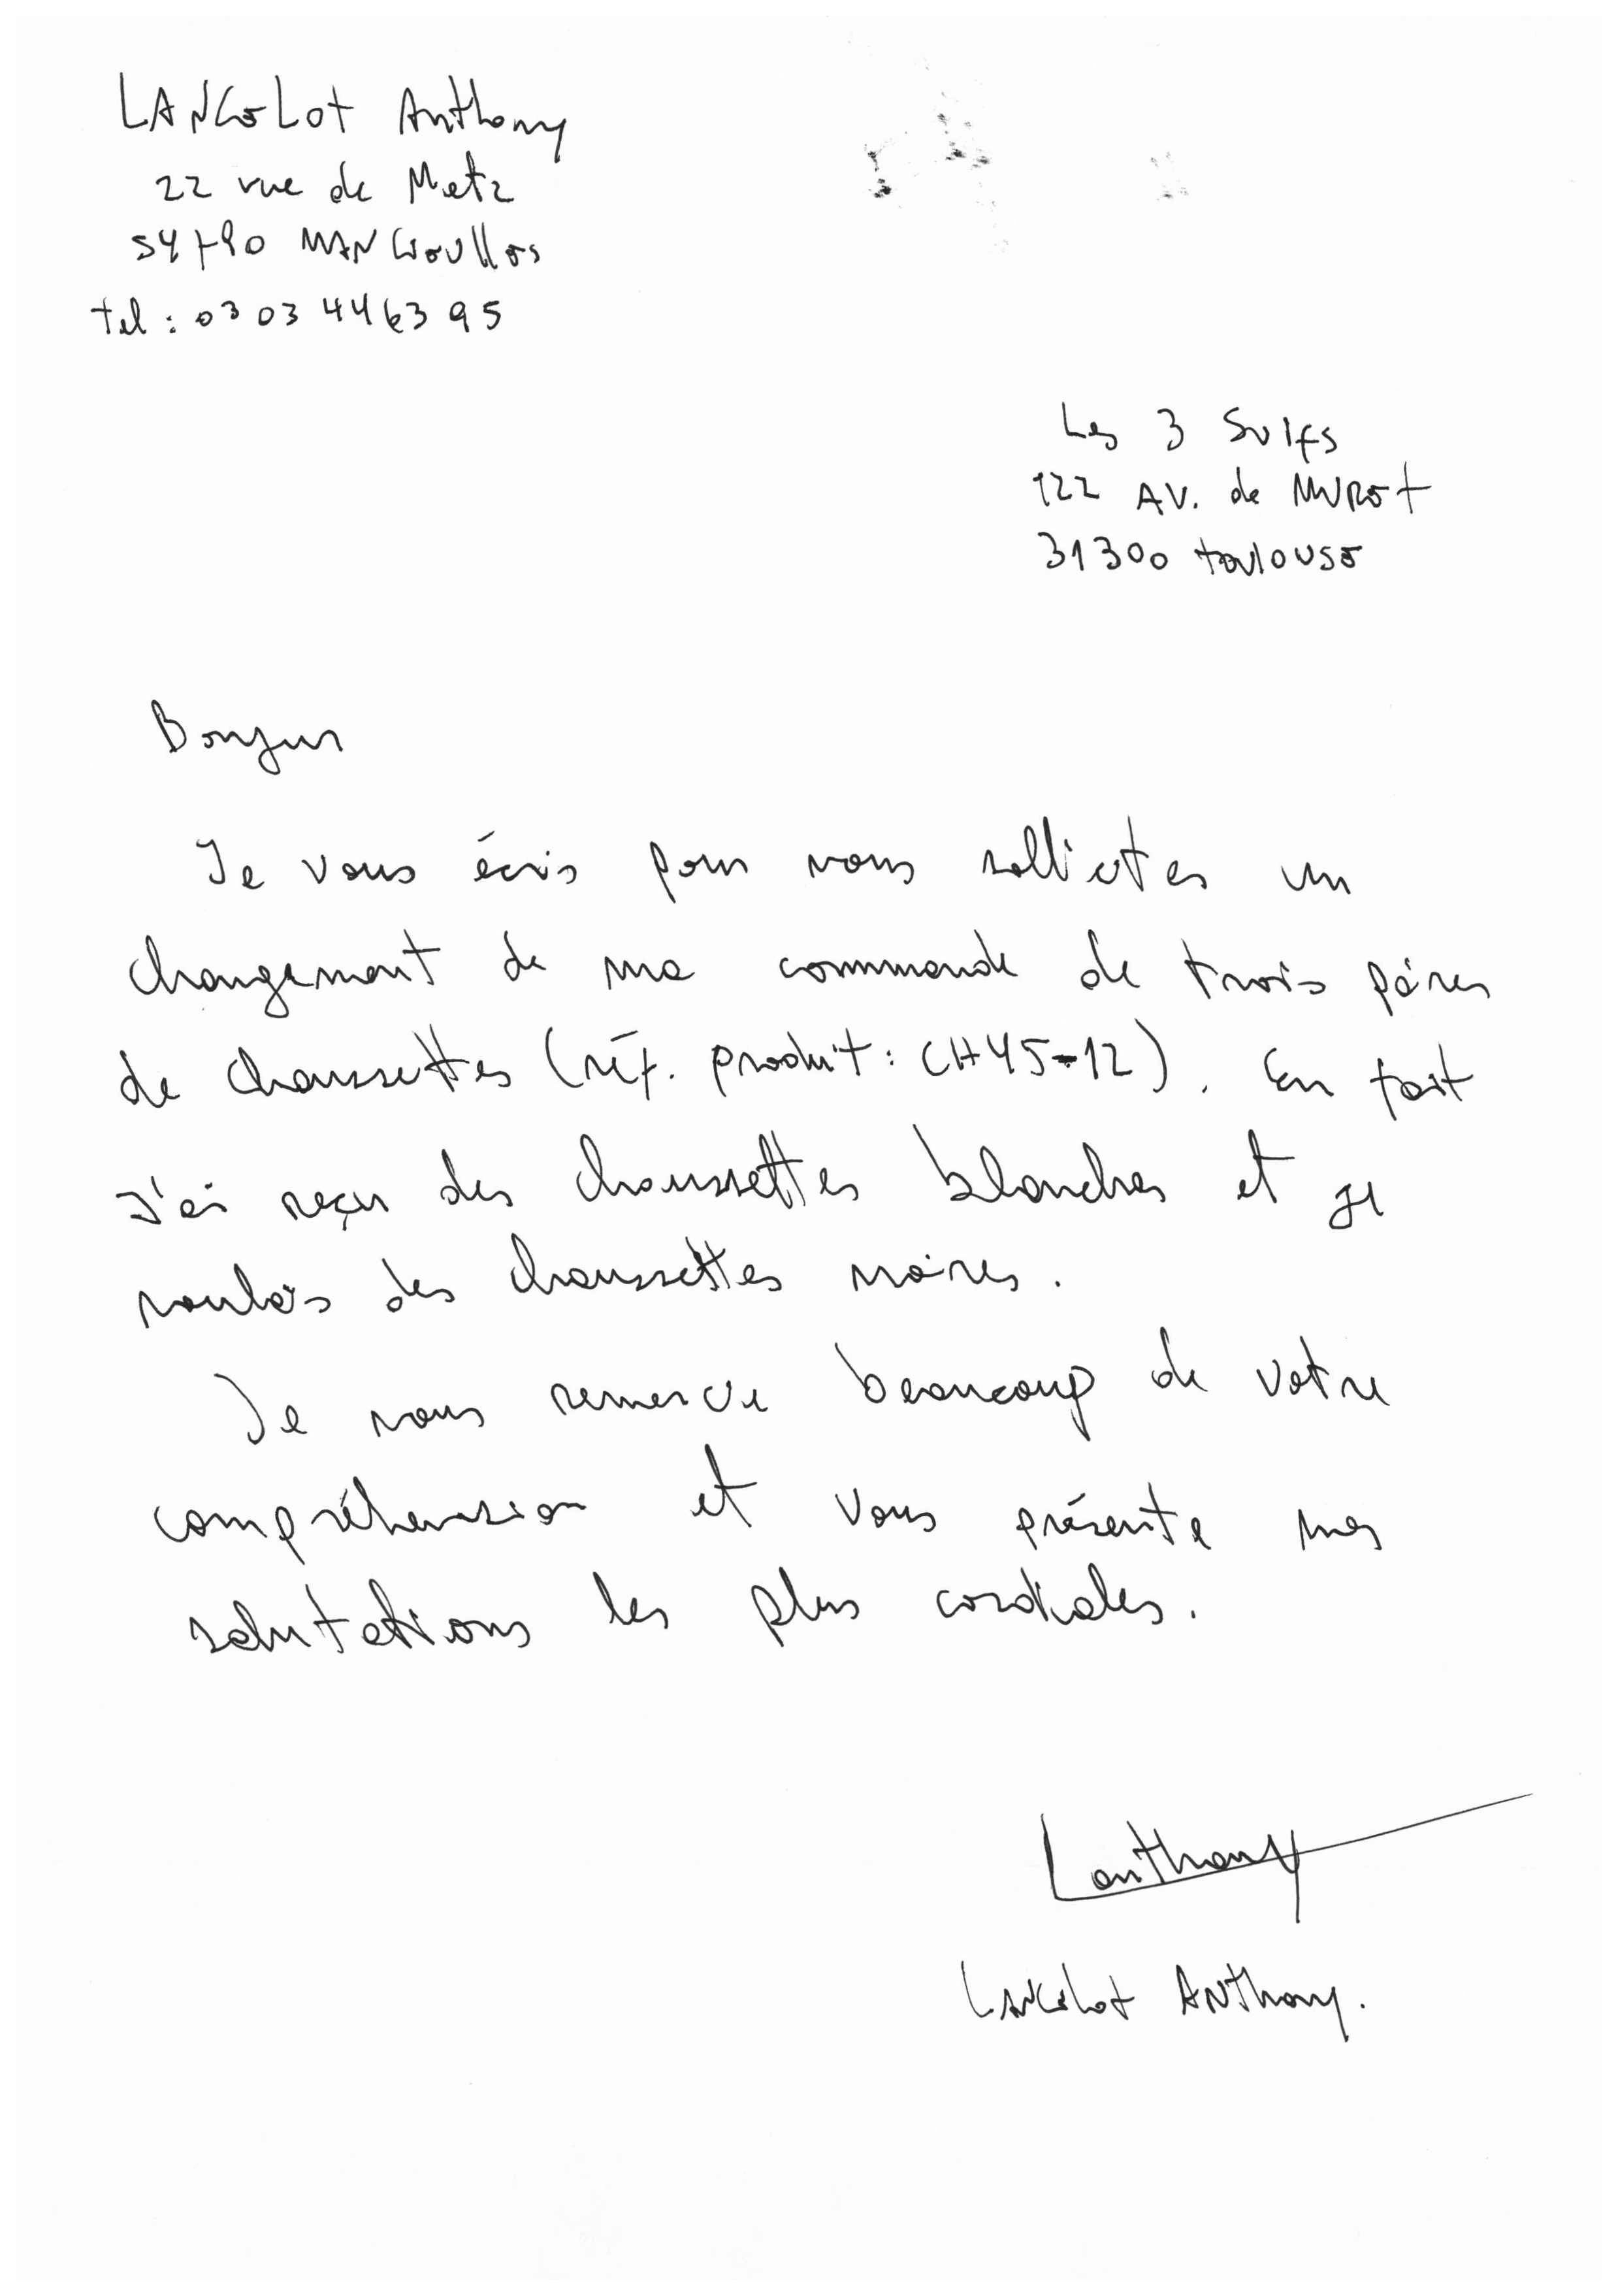 LANCELOT Anthony
22 rue de Metz
54790 MANCIEULLES
tel : 03 03 44 63 95
Les 3 Suisses
122 AV. de MURET
31300 toulouse
Bonjour
Je vous écris pour vous sollicter un
changement de ma commande de trois paires
de chaussettes (réf. produit : CH45-12). En fait
J'ai reçu des chaussettes blanches et je
voulais des chaussettes noires.
Je vous remercie beaucoup de votre
compréhension et vous présente mes
salutations les plus cordiales.
Lanthony
Lancelot Anthony.